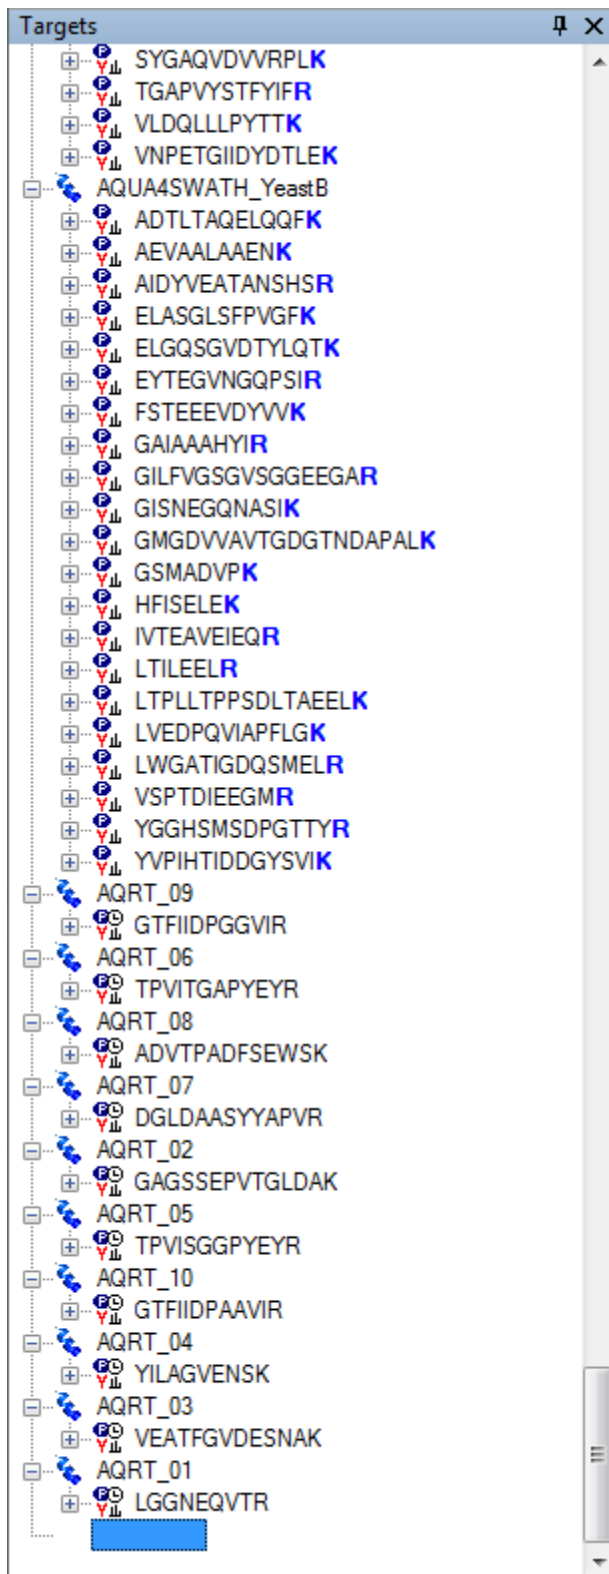 Targets
SYGAQVDVVRPLK
TGAPVYSTFYIFR
VLDQLLLPYTTK
VNPETGIIDYDTLEK
AQUA4SWATH_YeastB
ADTLTAQELQQFK
AEVAALAAENK
AIDYVEATANSHSR
ELASGLSFPVGFK
ELGQSGVDTYLQTK
EYTEGVNGQPSIR
FSTEEEVDYVVK
GAIAAAHYIR
GILFVGSGVSGGEEGAR
GISNEGQNASIK
GMGDVVAVTGDGTNDAPALK
GSMADVPK
HFISELEK
IVTEAVEIEQR
LTILEELR
LTPLLTPPSDLTAEELK
LVEDPQVIAPFLGK
LWGATIGDQSMELR
VSPTDIEEGMR
YGGHSMSDPGTTYR
YVPIHTIDDGYSVIK
AQRT_09
GTFIIDPGGVIR
AQRT_06
TPVITGAPYEYR
AQRT_08
ADVTPADFSEWSK
AQRT_07
DGLDAASYYAPVR
AQRT_02
GAGSSEPVTGLDAK
AQRT_05
TPVISGGPYEYR
AQRT_10
GTFIIDPAAVIR
AQRT_04
YILAGVENSK
AQRT_03
VEATFGVDESNAK
AQRT_01
LGGNEQVTR